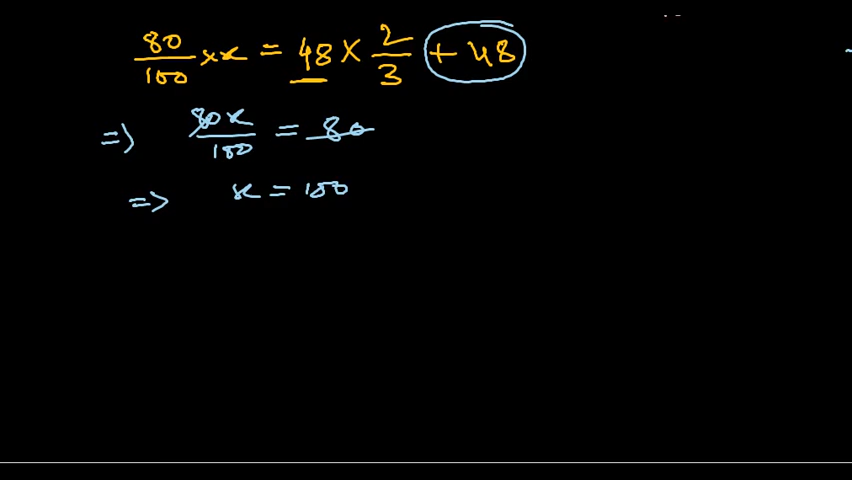 80/100 × x = 48 × 2/3 + 48
=> 80x/100 = 80
=> x = 100